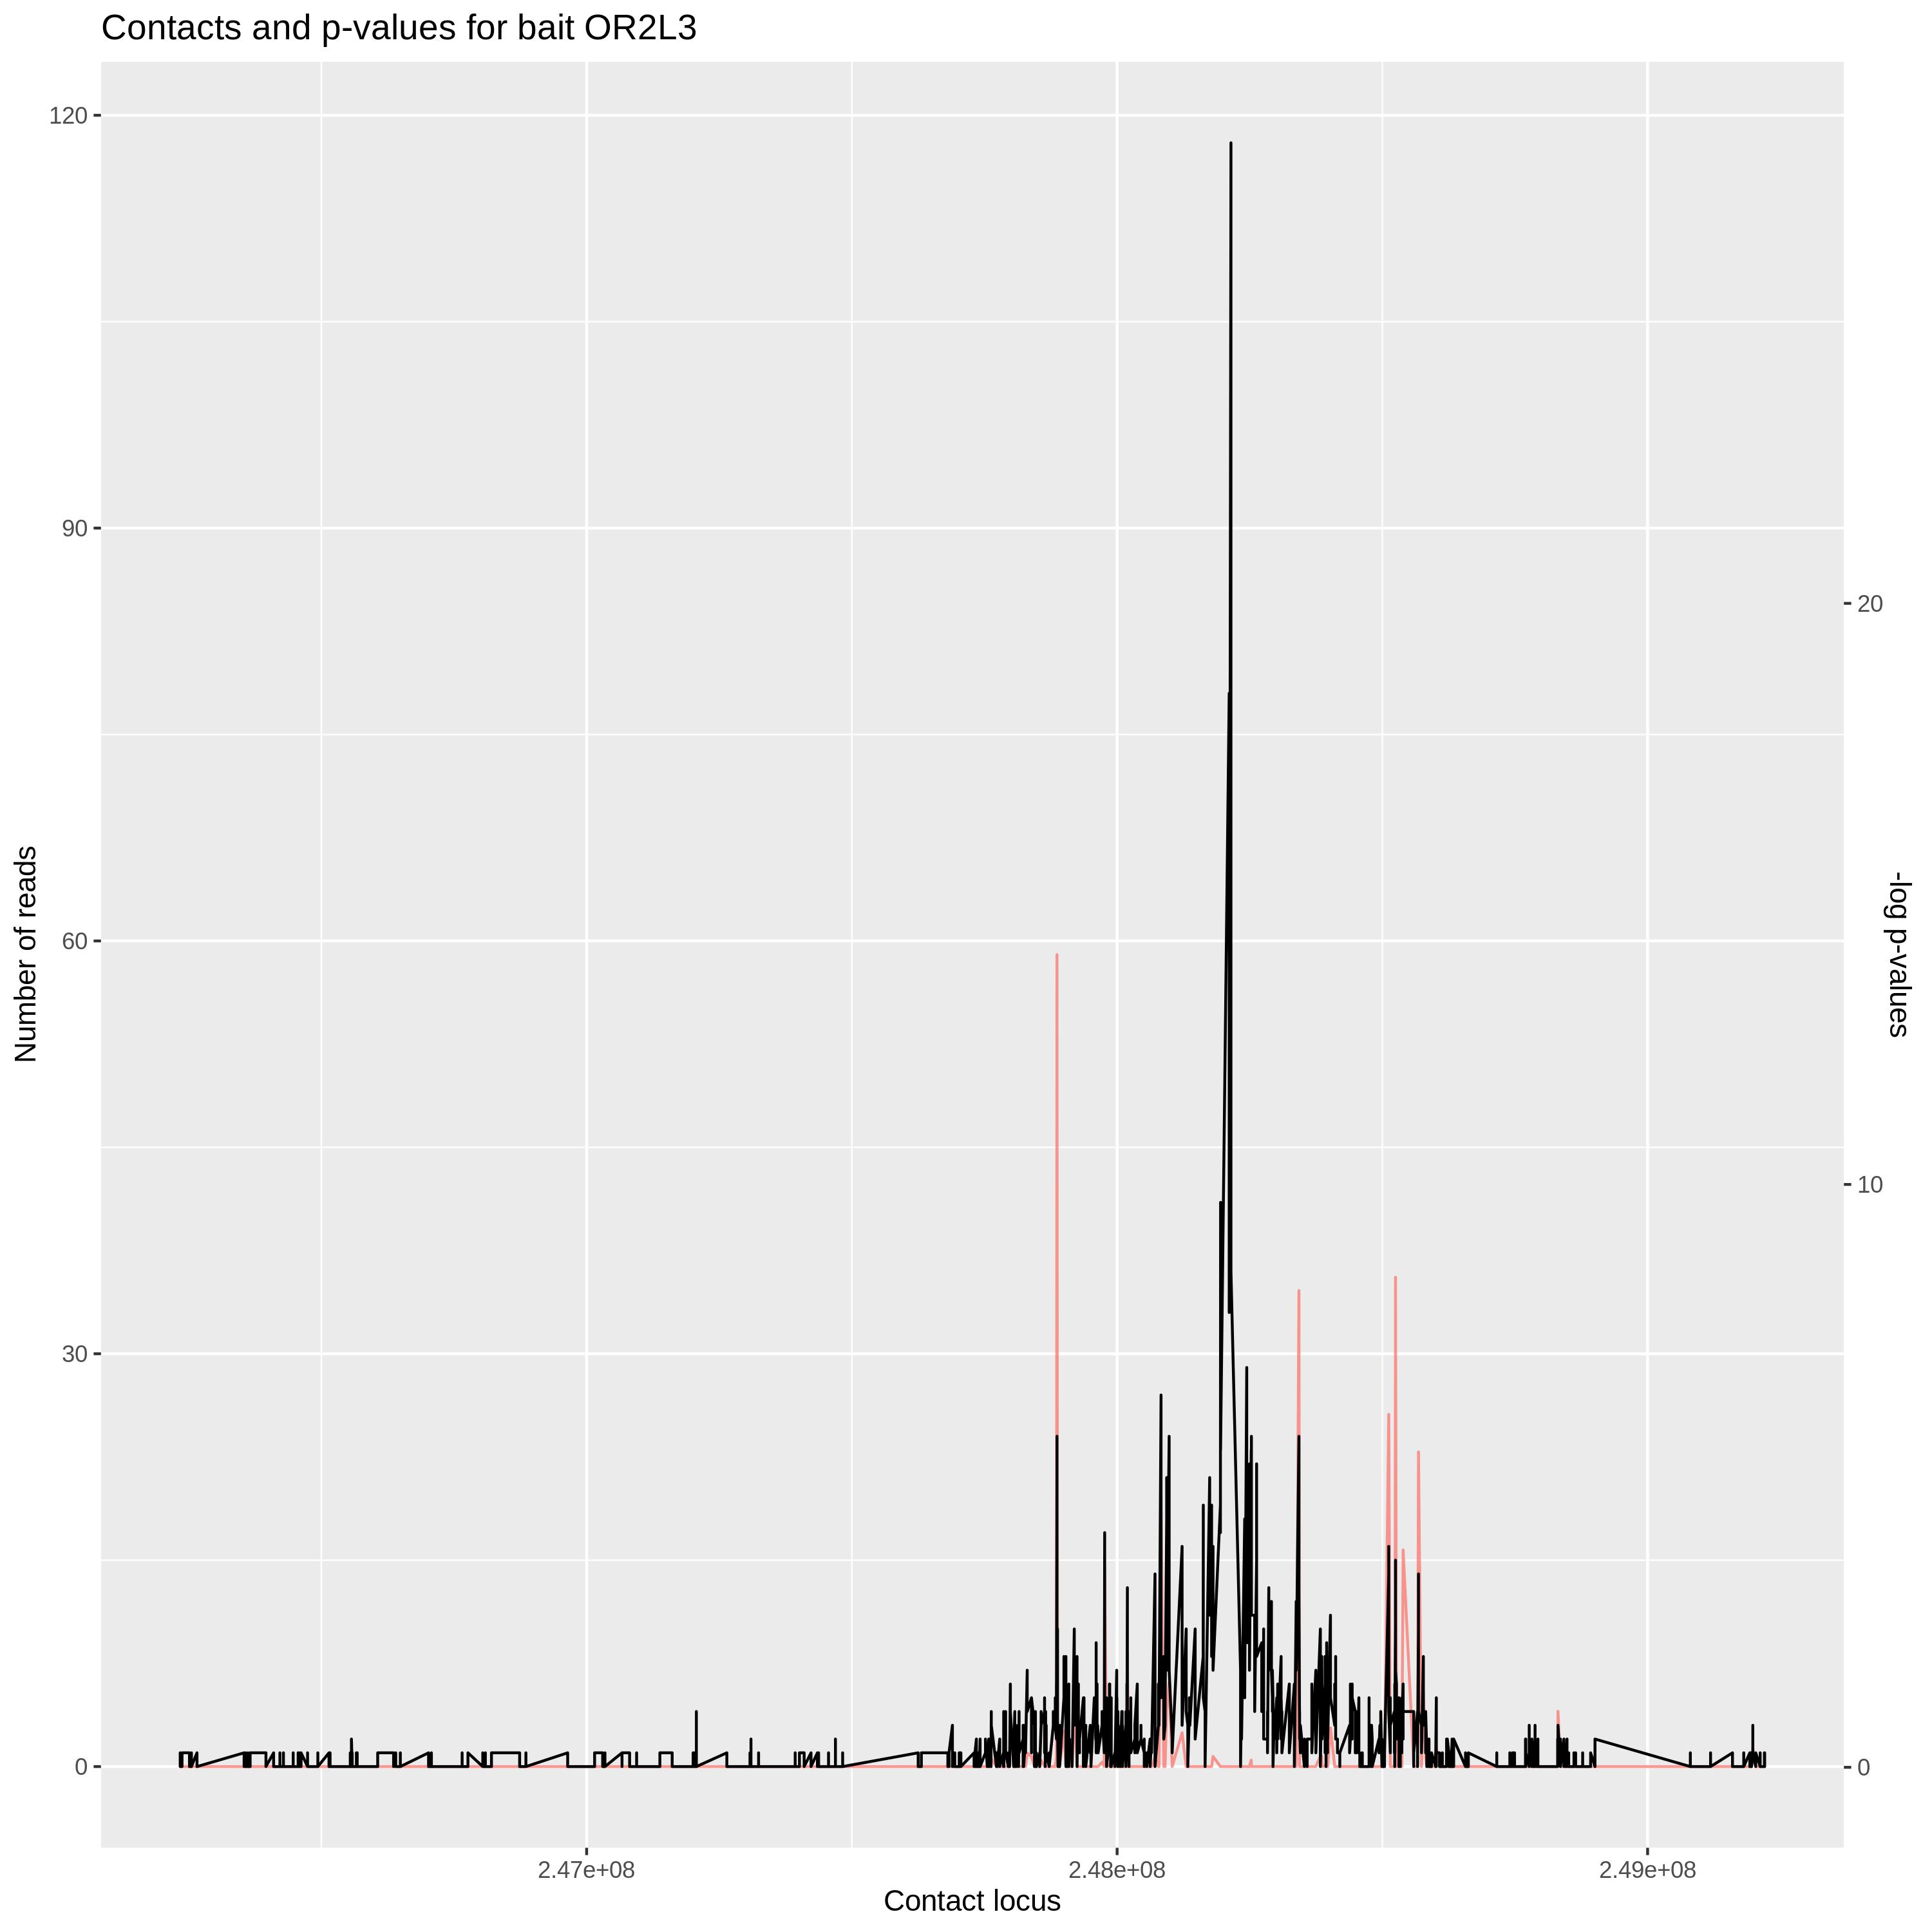 Contacts and p-values for bait OR2L3
120
90
60
30
0
Number of reads
20
10
0
-log p-values
2.47e+08
2.48e+08
2.49e+08
Contact locus